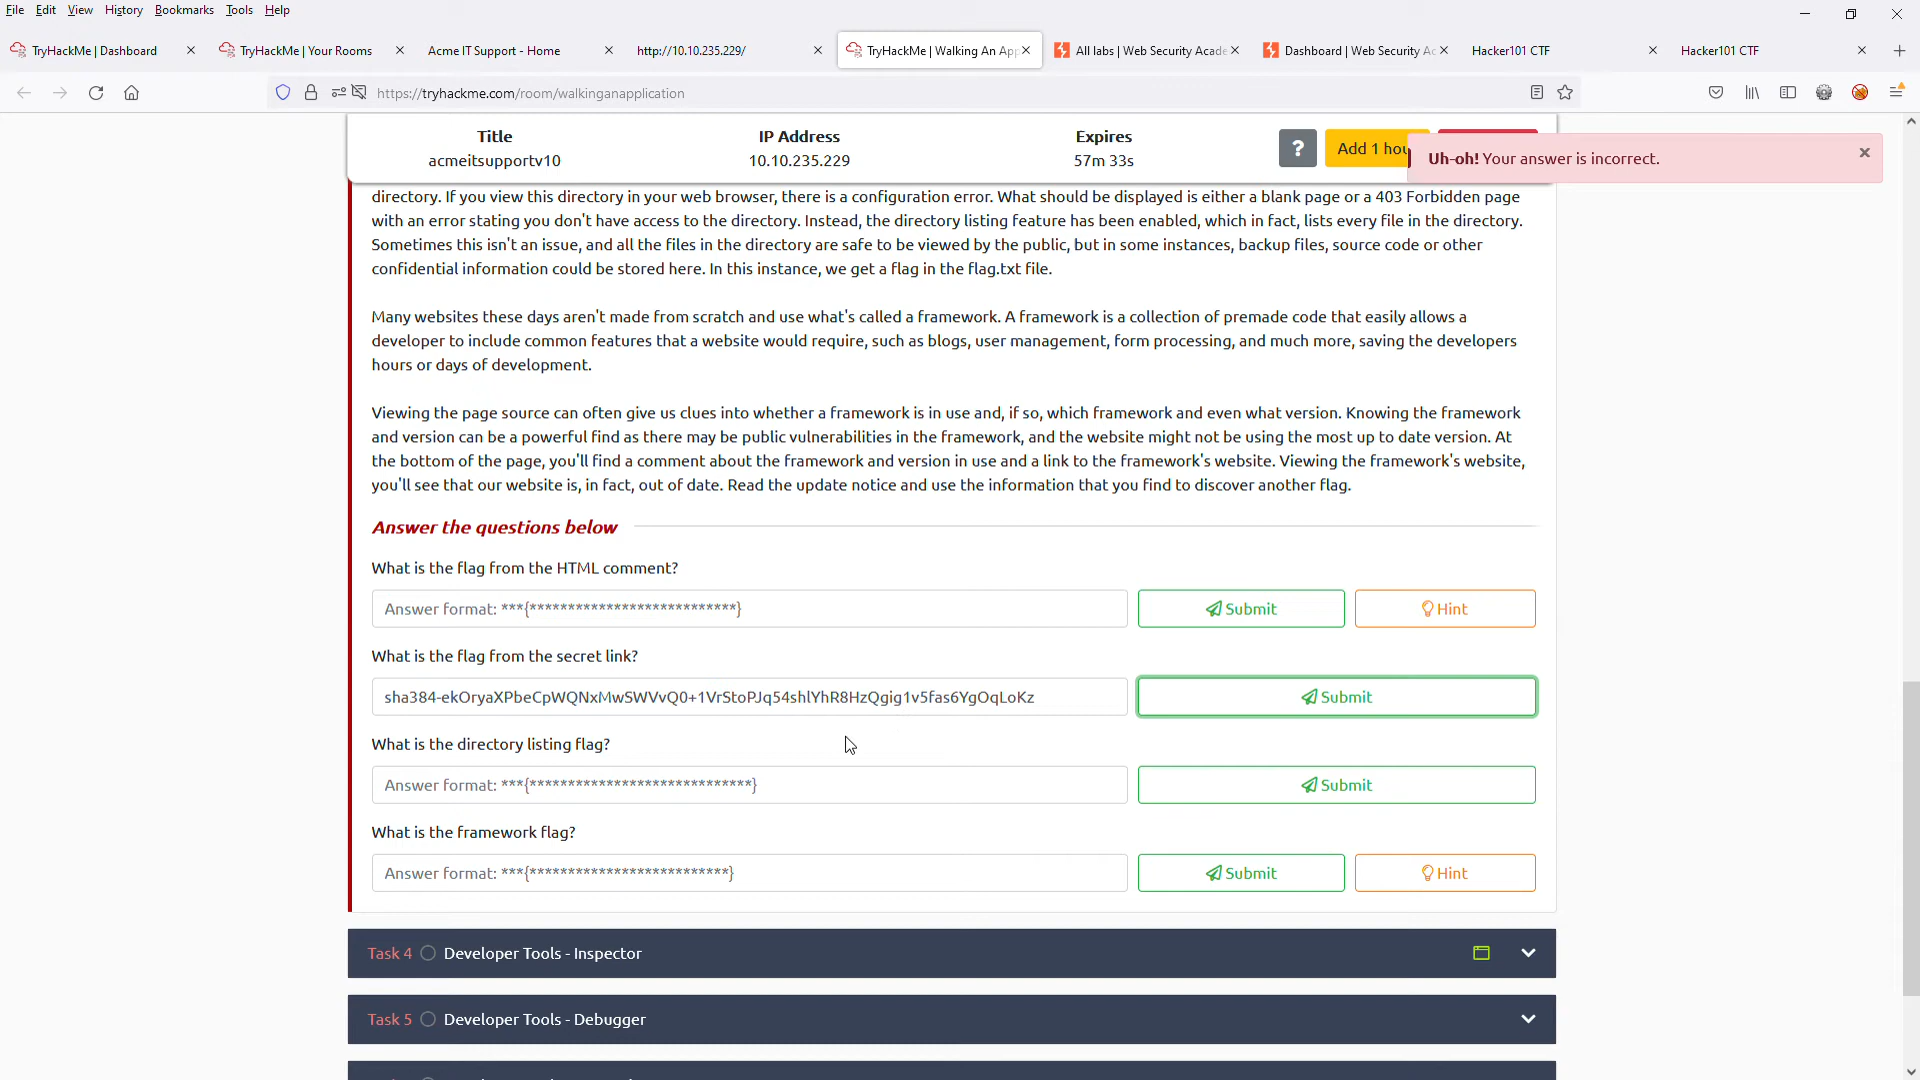 File Edit View History Bookmarks Tools Help
TryHackMe | Dashboard
TryHackMe | Your Rooms
Acme IT Support - Home
http://10.10.235.229/
TryHackMe | Walking An App
All labs | Web Security Acade
Dashboard | Web Security Ac
Hacker101 CTF
Hacker101 CTF
https://tryhackme.com/room/walkinganapplication
Title
acmeitsupportv10
IP Address
10.10.235.229
Expires
57m 33s
?
Add 1 hou
Uh-oh! Your answer is incorrect.
directory. If you view this directory in your web browser, there is a configuration error. What should be displayed is either a blank page or a 403 Forbidden page
with an error stating you don't have access to the directory. Instead, the directory listing feature has been enabled, which in fact, lists every file in the directory.
Sometimes this isn't an issue, and all the files in the directory are safe to be viewed by the public, but in some instances, backup files, source code or other
confidential information could be stored here. In this instance, we get a flag in the flag.txt file.
Many websites these days aren't made from scratch and use what's called a framework. A framework is a collection of premade code that easily allows a
developer to include common features that a website would require, such as blogs, user management, form processing, and much more, saving the developers
hours or days of development.
Viewing the page source can often give us clues into whether a framework is in use and, if so, which framework and even what version. Knowing the framework
and version can be a powerful find as there may be public vulnerabilities in the framework, and the website might not be using the most up to date version. At
the bottom of the page, you'll find a comment about the framework and version in use and a link to the framework's website. Viewing the framework's website,
you'll see that our website is, in fact, out of date. Read the update notice and use the information that you find to discover another flag.
Answer the questions below
What is the flag from the HTML comment?
Answer format: ***{***************************}
Submit
Hint
What is the flag from the secret link?
sha384-ekOryaXPbeCpWQNxMwSWVvQ0+1VrStoPJq54shlYhR8HzQgig1v5fas6YgOqLoKz
Submit
What is the directory listing flag?
Answer format: ***{*****************************}
Submit
What is the framework flag?
Answer format: ***{**************************}
Submit
Hint
Task 4 Developer Tools - Inspector
Task 5 Developer Tools - Debugger